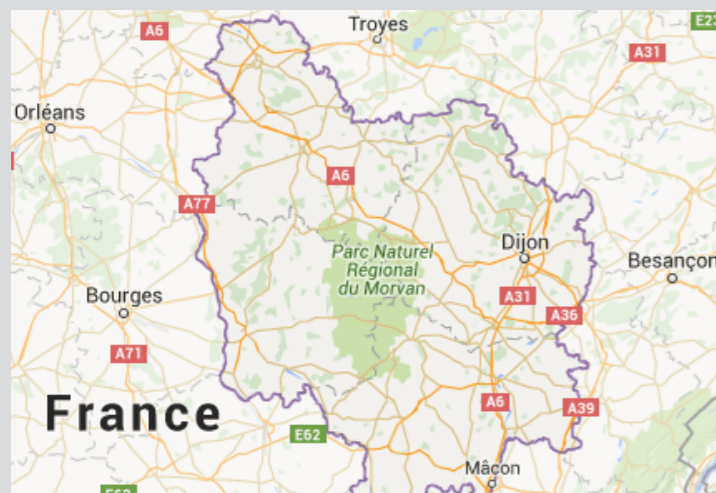 Troyes
A6
E23
A31
Orléans
A6
A77
Parc Naturel
Régional
du Morvan
Dijon
Besançon
Bourges
A31
A36
A71
France
A6
A39
E62
Mâcon